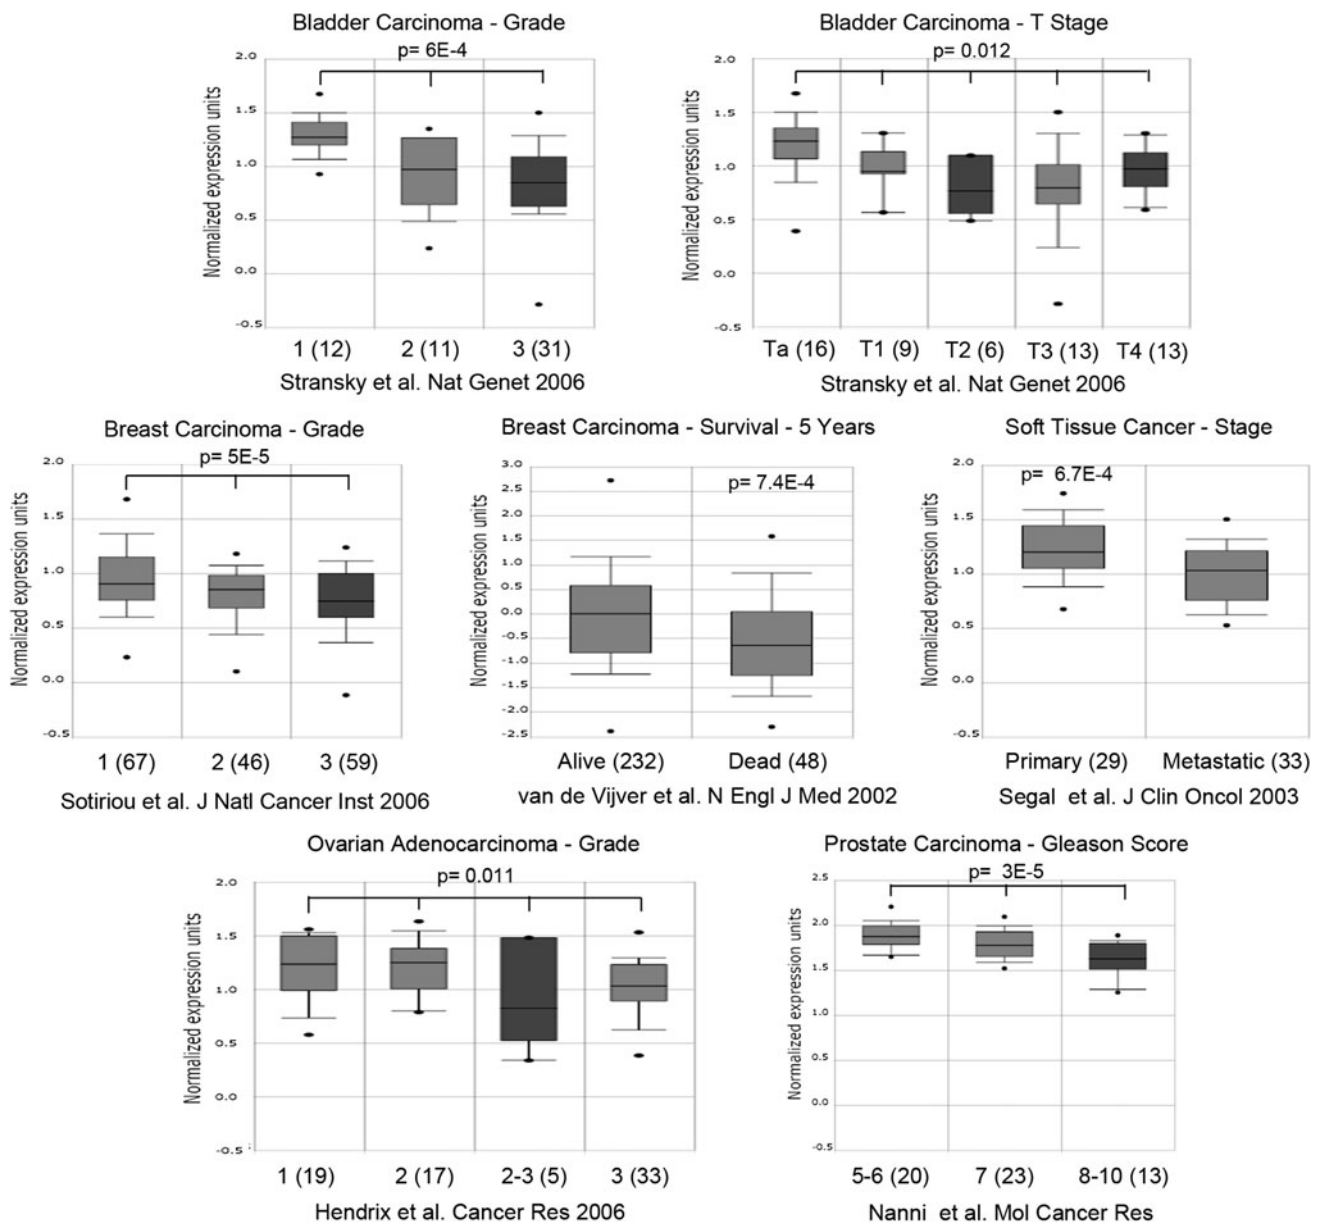 Bladder Carcinoma - Grade
p= 6E-4
Normalized expression units
2.0
1.5
1.0
0.5
0.0
-0.5
1 (12) 2 (11) 3 (31)
Stransky et al. Nat Genet 2006
Bladder Carcinoma - T Stage
p= 0.012
Normalized expression units
2.0
1.5
1.0
0.5
0.0
-0.5
Ta (16) T1 (9) T2 (6) T3 (13) T4 (13)
Stransky et al. Nat Genet 2006
Breast Carcinoma - Grade
p= 5E-5
Normalized expression units
2.0
1.5
1.0
0.5
0.0
-0.5
1 (67) 2 (46) 3 (59)
Sotiriou et al. J Natl Cancer Inst 2006
Breast Carcinoma - Survival - 5 Years
p= 7.4E-4
Normalized expression units
3.0
2.5
2.0
1.5
1.0
0.5
0.0
-0.5
-1.0
-1.5
-2.0
-2.5
Alive (232) Dead (48)
van de Vijver et al. N Engl J Med 2002
Soft Tissue Cancer - Stage
p= 6.7E-4
Normalized expression units
2.0
1.5
1.0
0.5
0.0
-0.5
Primary (29) Metastatic (33)
Segal et al. J Clin Oncol 2003
Ovarian Adenocarcinoma - Grade
p= 0.011
Normalized expression units
2.0
1.5
1.0
0.5
0.0
-0.5
1 (19) 2 (17) 2-3 (5) 3 (33)
Hendrix et al. Cancer Res 2006
Prostate Carcinoma - Gleason Score
p= 3E-5
Normalized expression units
2.5
2.0
1.5
1.0
0.5
0.0
-0.5
5-6 (20) 7 (23) 8-10 (13)
Nanni et al. Mol Cancer Res